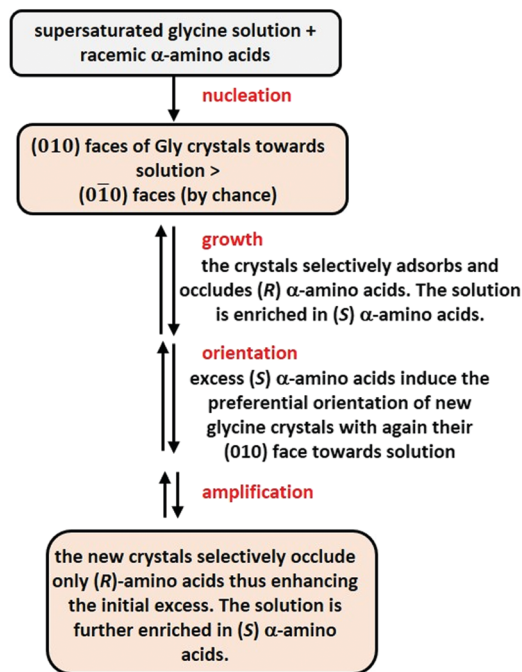 supersaturated glycine solution +
racemic α-amino acids
nucleation
(010) faces of Gly crystals towards
solution >
(01̄0) faces (by chance)
growth
the crystals selectively adsorbs and
occludes (R) α-amino acids. The solution
is enriched in (S) α-amino acids.
orientation
excess (S) α-amino acids induce the
preferential orientation of new
glycine crystals with again their
(010) face towards solution
amplification
the new crystals selectively occlude
only (R)-amino acids thus enhancing
the initial excess. The solution is
further enriched in (S) α-amino
acids.